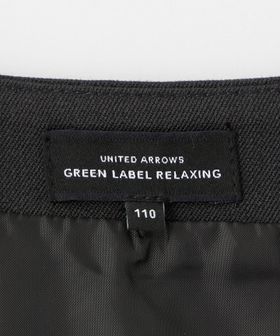 UNITED ARROWS
GREEN LABEL RELAXING
110